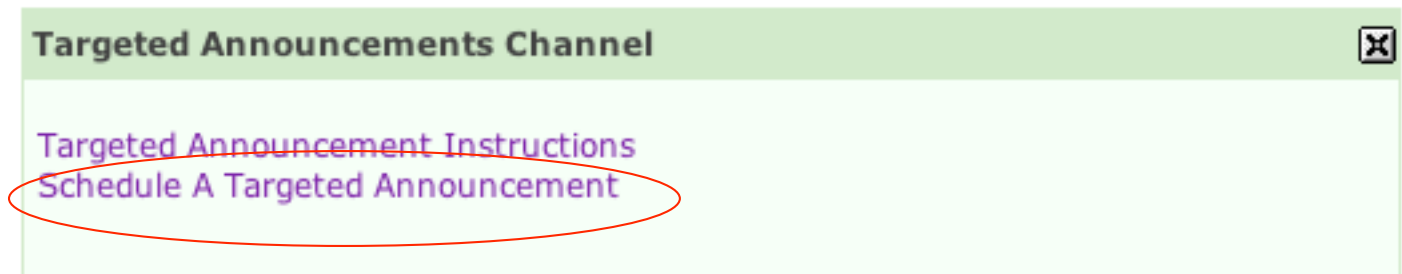 Targeted Announcements Channel
Targeted Announcement Instructions
Schedule A Targeted Announcement